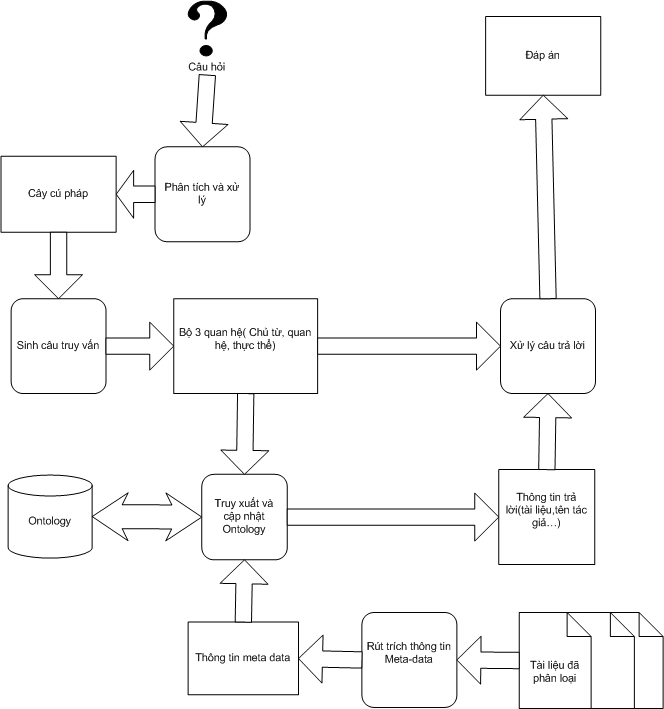 ?
Câu hỏi
Đáp án
Phân tích và xử
lý
Cây cú pháp
Sinh câu truy vấn
Bộ 3 quan hệ( Chủ từ, quan
hệ, thực thể)
Xử lý câu trả lời
Ontology
Truy xuất và
cập nhật
Ontology
Thông tin trả
lời(tài liệu,tên tác
giả...)
Thông tin meta data
Rút trích thông tin
Meta-data
Tài liệu đã
phân loại